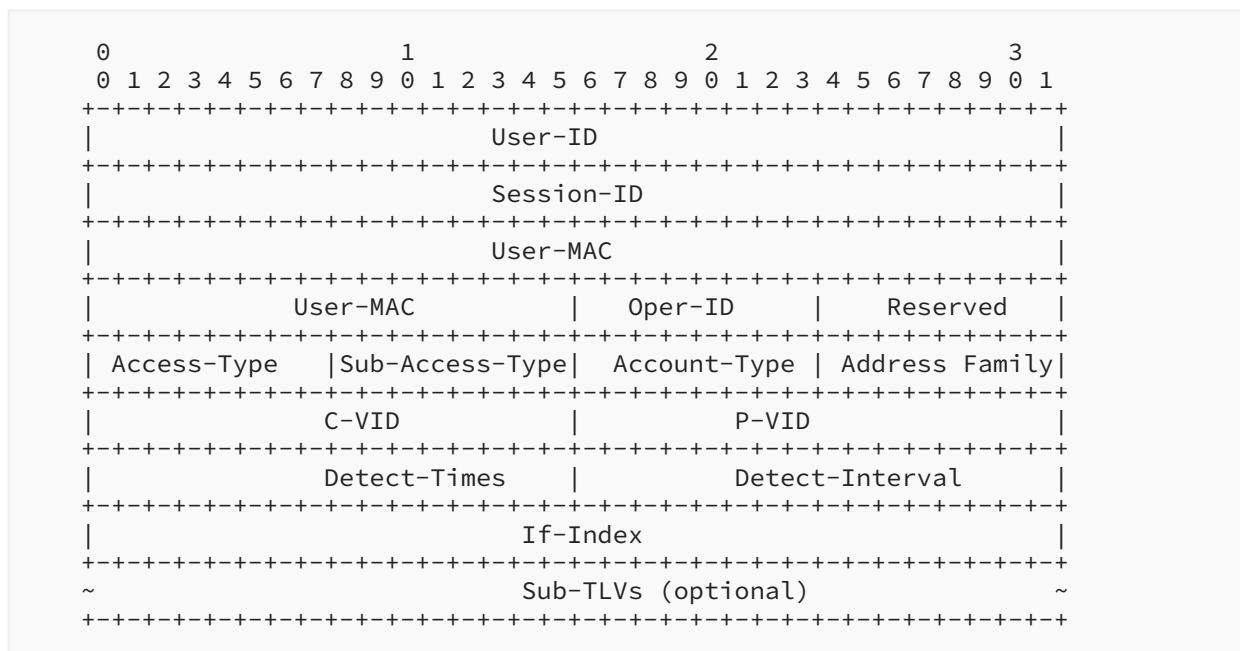 0                   1                   2                   3
0 1 2 3 4 5 6 7 8 9 0 1 2 3 4 5 6 7 8 9 0 1 2 3 4 5 6 7 8 9 0 1
+-+-+-+-+-+-+-+-+-+-+-+-+-+-+-+-+-+-+-+-+-+-+-+-+-+-+-+-+-+-+-+-+
|                          User-ID                              |
+-+-+-+-+-+-+-+-+-+-+-+-+-+-+-+-+-+-+-+-+-+-+-+-+-+-+-+-+-+-+-+-+
|                          Session-ID                           |
+-+-+-+-+-+-+-+-+-+-+-+-+-+-+-+-+-+-+-+-+-+-+-+-+-+-+-+-+-+-+-+-+
|                          User-MAC                             |
+-+-+-+-+-+-+-+-+-+-+-+-+-+-+-+-+-+-+-+-+-+-+-+-+-+-+-+-+-+-+-+-+
|             User-MAC          |   Oper-ID     |    Reserved   |
+-+-+-+-+-+-+-+-+-+-+-+-+-+-+-+-+-+-+-+-+-+-+-+-+-+-+-+-+-+-+-+-+
| Access-Type   |Sub-Access-Type|  Account-Type | Address Family|
+-+-+-+-+-+-+-+-+-+-+-+-+-+-+-+-+-+-+-+-+-+-+-+-+-+-+-+-+-+-+-+-+
|               C-VID           |          P-VID                |
+-+-+-+-+-+-+-+-+-+-+-+-+-+-+-+-+-+-+-+-+-+-+-+-+-+-+-+-+-+-+-+-+
|               Detect-Times    |          Detect-Interval      |
+-+-+-+-+-+-+-+-+-+-+-+-+-+-+-+-+-+-+-+-+-+-+-+-+-+-+-+-+-+-+-+-+
|                            If-Index                           |
+-+-+-+-+-+-+-+-+-+-+-+-+-+-+-+-+-+-+-+-+-+-+-+-+-+-+-+-+-+-+-+-+
~                            Sub-TLVs (optional)                ~
+-+-+-+-+-+-+-+-+-+-+-+-+-+-+-+-+-+-+-+-+-+-+-+-+-+-+-+-+-+-+-+-+